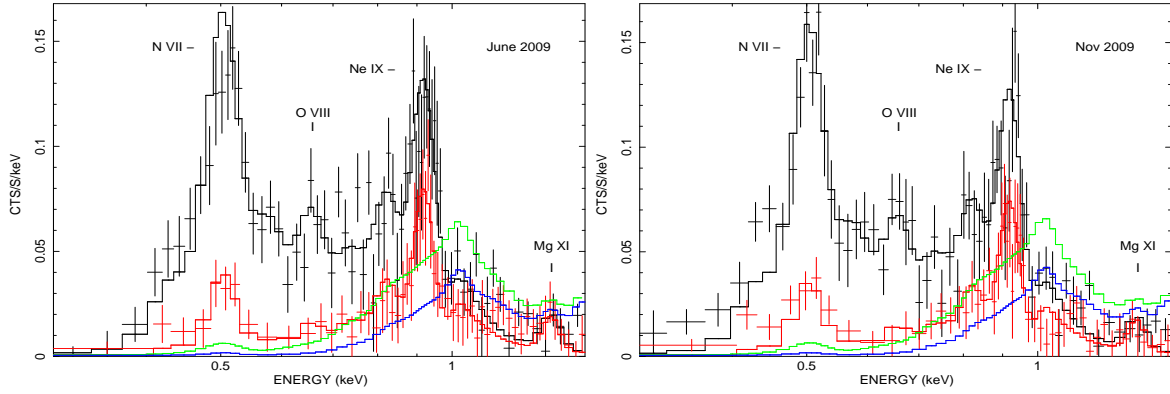 June 2009
N VII –
Ne IX –
O VIII
Mg XI
CTS/S/keV
0
0.05
0.1
0.15
0.5
1
ENERGY (keV)
Nov 2009
N VII –
Ne IX –
O VIII
Mg XI
CTS/S/keV
0
0.05
0.1
0.15
0.5
1
ENERGY (keV)